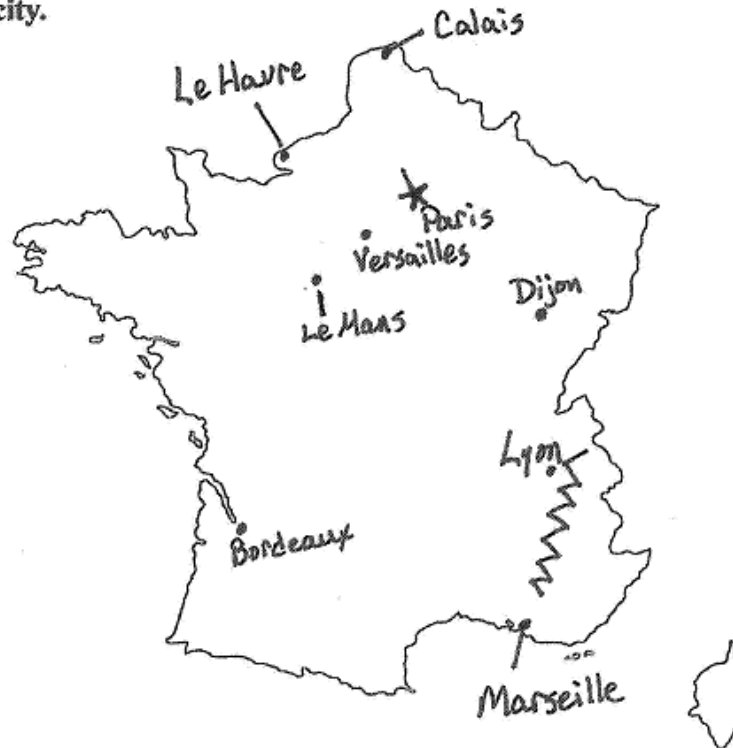 city.
Calais
Le Havre
Paris
Versailles
Dijon
Le Mans
Lyon
Bordeaux
Marseille